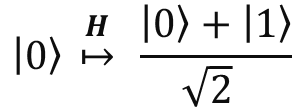 |0⟩ H↦ (|0⟩ + |1⟩)/√2